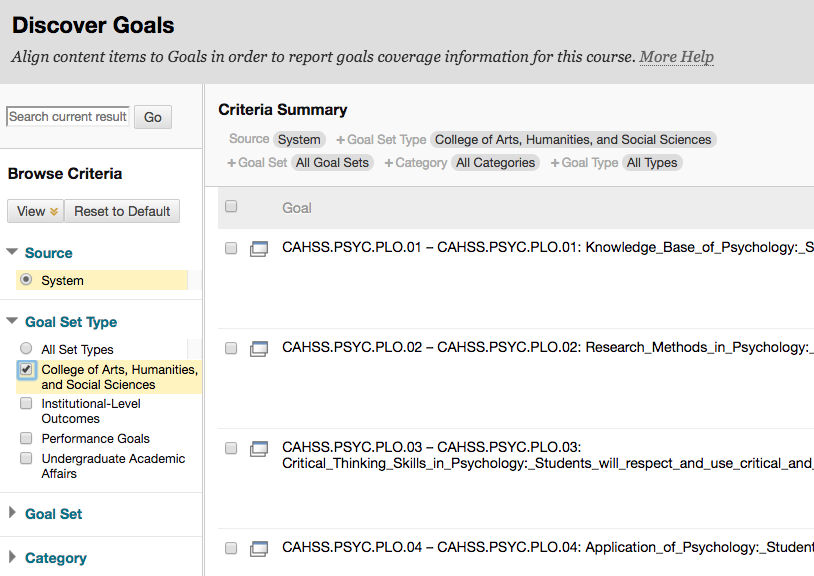 Discover Goals
Align content items to Goals in order to report goals coverage information for this course. More Help
Search current result
Go
Browse Criteria
View
Reset to Default
Source
System
Goal Set Type
All Set Types
College of Arts, Humanities,
and Social Sciences
Institutional-Level
Outcomes
Performance Goals
Undergraduate Academic
Affairs
Goal Set
Category
Criteria Summary
Source System + Goal Set Type College of Arts, Humanities, and Social Sciences
+ Goal Set All Goal Sets + Category All Categories + Goal Type All Types
Goal
CAHSS.PSYC.PLO.01 – CAHSS.PSYC.PLO.01: Knowledge_Base_of_Psychology:_S
CAHSS.PSYC.PLO.02 – CAHSS.PSYC.PLO.02: Research_Methods_in_Psychology:_
CAHSS.PSYC.PLO.03 – CAHSS.PSYC.PLO.03:
Critical_Thinking_Skills_in_Psychology:_Students_will_respect_and_use_critical_and_
CAHSS.PSYC.PLO.04 – CAHSS.PSYC.PLO.04: Application_of_Psychology:_Student